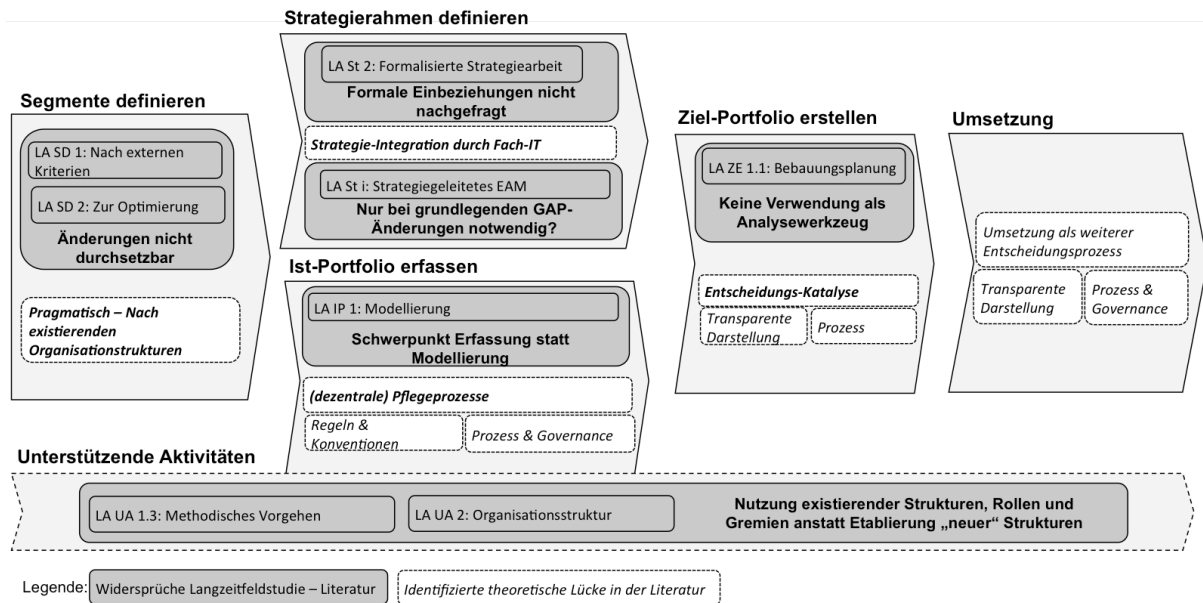 Segmente definieren
LA SD 1: Nach externen
Kriterien
LA SD 2: Zur Optimierung
Änderungen nicht
durchsetzbar
Pragmatisch – Nach
existierenden
Organisationstrukturen
Strategierahmen definieren
LA St 2: Formalisierte Strategiearbeit
Formale Einbeziehungen nicht
nachgefragt
Strategie-Integration durch Fach-IT
LA St i: Strategiegeleitetes EAM
Nur bei grundlegenden GAP-
Änderungen notwendig?
Ist-Portfolio erfassen
LA IP 1: Modellierung
Schwerpunkt Erfassung statt
Modellierung
(dezentrale) Pflegeprozesse
Regeln &
Konventionen
Prozess & Governance
Ziel-Portfolio erstellen
LA ZE 1.1: Bebauungsplanung
Keine Verwendung als
Analysewerkzeug
Entscheidungs-Katalyse
Transparente
Darstellung
Prozess
Umsetzung
Umsetzung als weiterer
Entscheidungsprozess
Transparente
Darstellung
Prozess &
Governance
Unterstützende Aktivitäten
LA UA 1.3: Methodisches Vorgehen
LA UA 2: Organisationsstruktur
Nutzung existierender Strukturen, Rollen und
Gremien anstatt Etablierung „neuer“ Strukturen
Legende:
Widersprüche Langzeitfeldstudie – Literatur
Identifizierte theoretische Lücke in der Literatur